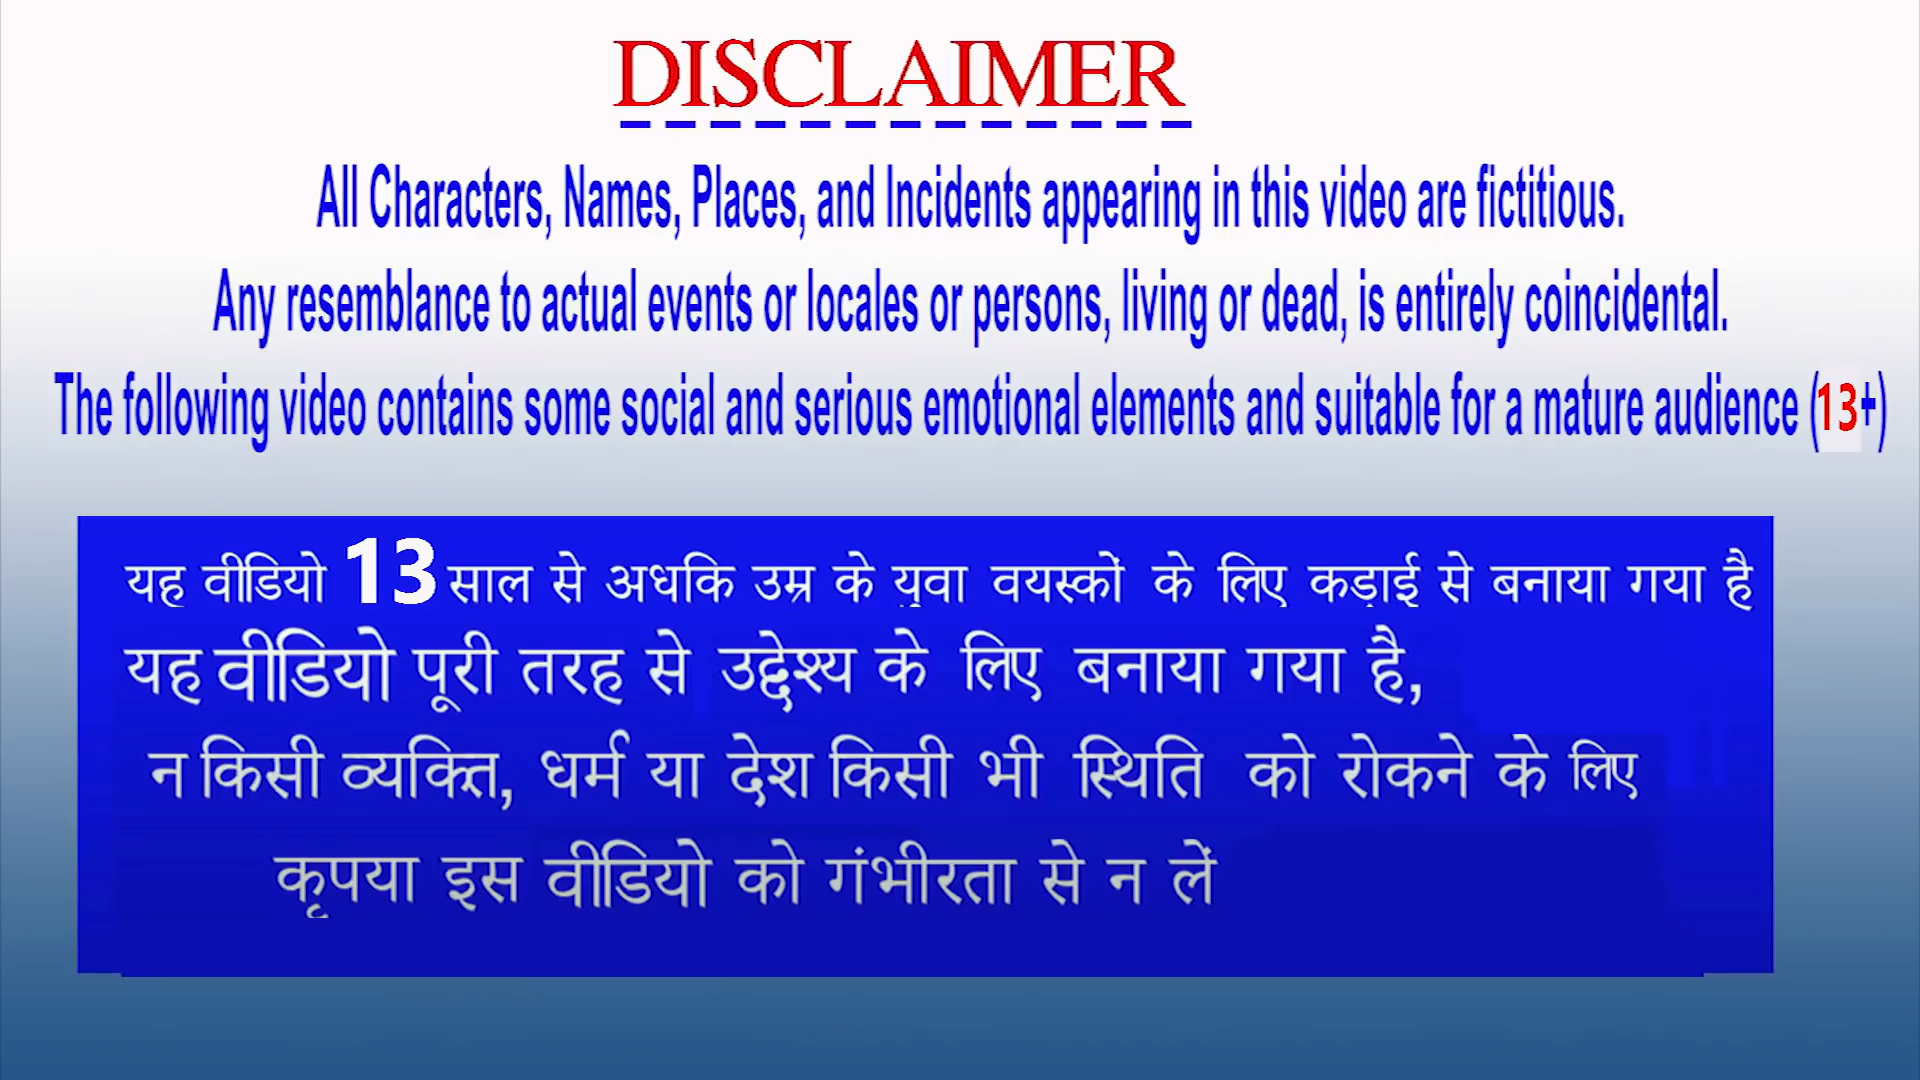 DISCLAIMER
All Characters, Names, Places, and Incidents appearing in this video are fictitious.
Any resemblance to actual events or locales or persons, living or dead, is entirely coincidental.
The following video contains some social and serious emotional elements and suitable for a mature audience (13+)
यह वीडियो 13 साल से अधकि उम्र के युवा वयस्कों के लिए कड़ाई से बनाया गया है
यह वीडियो पूरी तरह से उद्देश्य के लिए बनाया गया है,
न किसी व्यक्ति, धर्म या देश किसी भी स्थिति को रोकने के लिए
कृपया इस वीडियो को गंभीरता से न लें